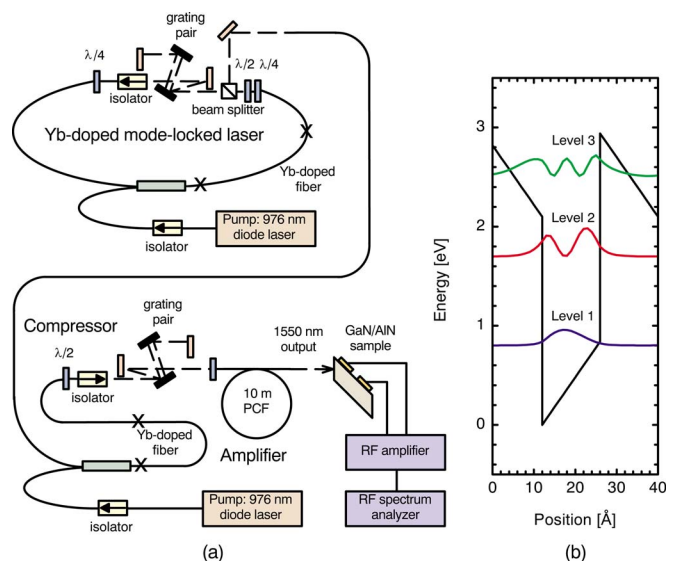 grating
pair
λ/4
λ/2 λ/4
isolator
beam splitter
Yb-doped mode-locked laser
Yb-doped
fiber
Pump: 976 nm
diode laser
isolator
Compressor
grating
pair
1550 nm
output
GaN/AlN
sample
λ/2
isolator
10 m
PCF
Yb-doped
fiber
Amplifier
RF amplifier
Pump: 976 nm
diode laser
RF spectrum
analyzer
isolator
(a)
Energy [eV]
3
2
1
0
Level 3
Level 2
Level 1
0 10 20 30 40
Position [Å]
(b)